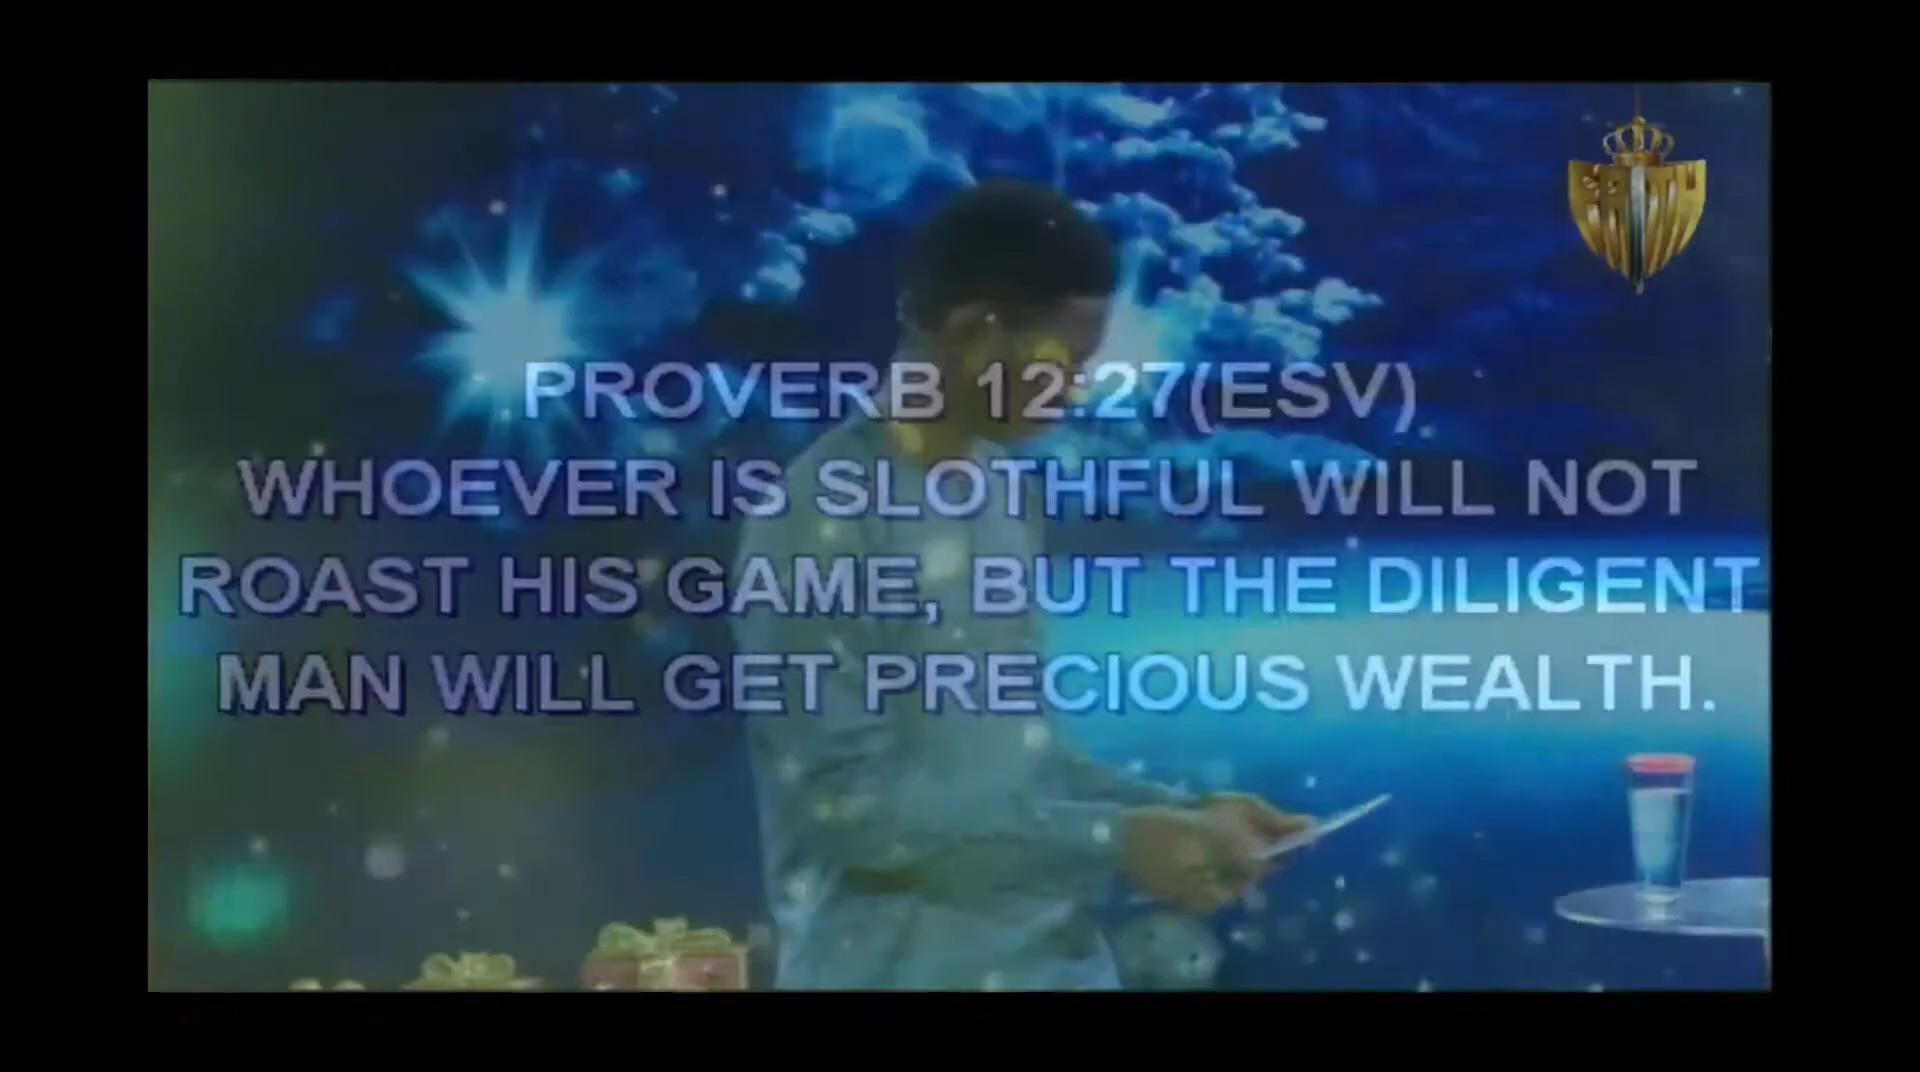 PROVERB 12:27(ESV)
WHOEVER IS SLOTHFUL WILL NOT
ROAST HIS GAME, BUT THE DILIGENT
MAN WILL GET PRECIOUS WEALTH.